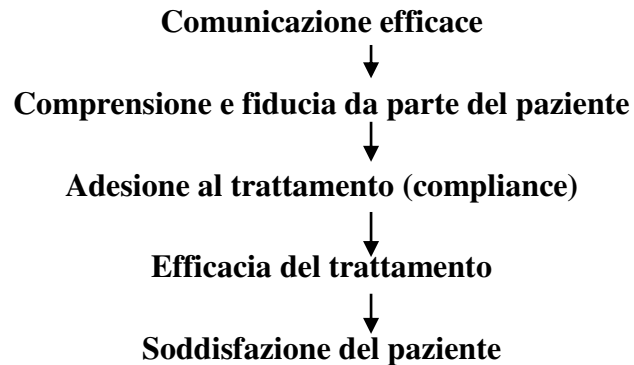 Comunicazione efficace
Comprensione e fiducia da parte del paziente
Adesione al trattamento (compliance)
Efficacia del trattamento
Soddisfazione del paziente